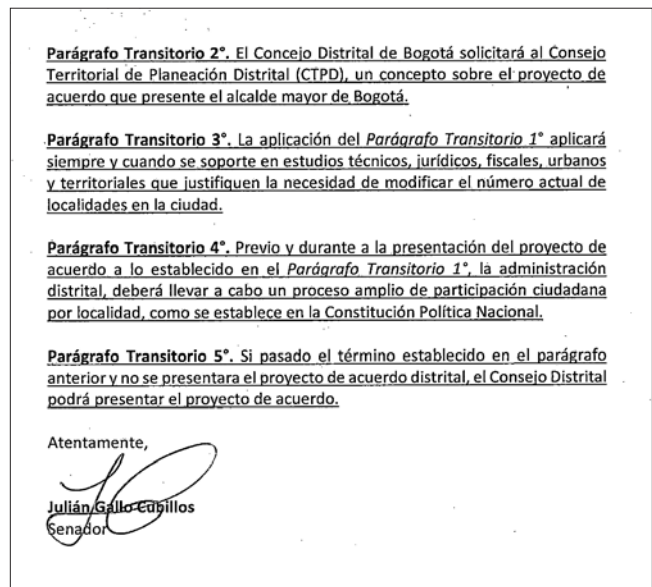 Parágrafo Transitorio 2°. El Concejo Distrital de Bogotá solicitará al Consejo
Territorial de Planeación Distrital (CTPD), un concepto sobre el proyecto de
acuerdo que presente el alcalde mayor de Bogotá.
Parágrafo Transitorio 3°. La aplicación del Parágrafo Transitorio 1° aplicará
siempre y cuando se soporte en estudios técnicos, jurídicos, fiscales, urbanos
y territoriales que justifiquen la necesidad de modificar el número actual de
localidades en la ciudad.
Parágrafo Transitorio 4°. Previo y durante a la presentación del proyecto de
acuerdo a lo establecido en el Parágrafo Transitorio 1°, la administración
distrital, deberá llevar a cabo un proceso amplio de participación ciudadana
por localidad, como se establece en la Constitución Política Nacional.
Parágrafo Transitorio 5°. Si pasado el término establecido en el parágrafo
anterior y no se presentara el proyecto de acuerdo distrital, el Consejo Distrital
podrá presentar el proyecto de acuerdo.
Atentamente,
Julián Gallo Cubillos
Senador